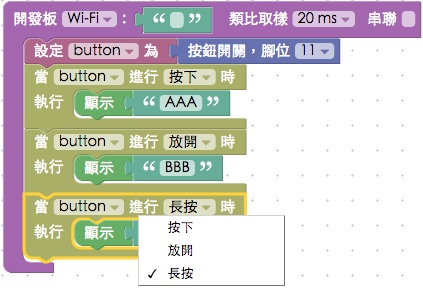 開發板 Wi-Fi : “ ” 類比取樣 20 ms 串聯
設定 button 為 按鈕開關，腳位 11
當 button 進行 按下 時
執行 顯示 “ AAA ”
當 button 進行 放開 時
執行 顯示 “ BBB ”
當 button 進行 長按 時
執行 顯示
按下
放開
✓ 長按